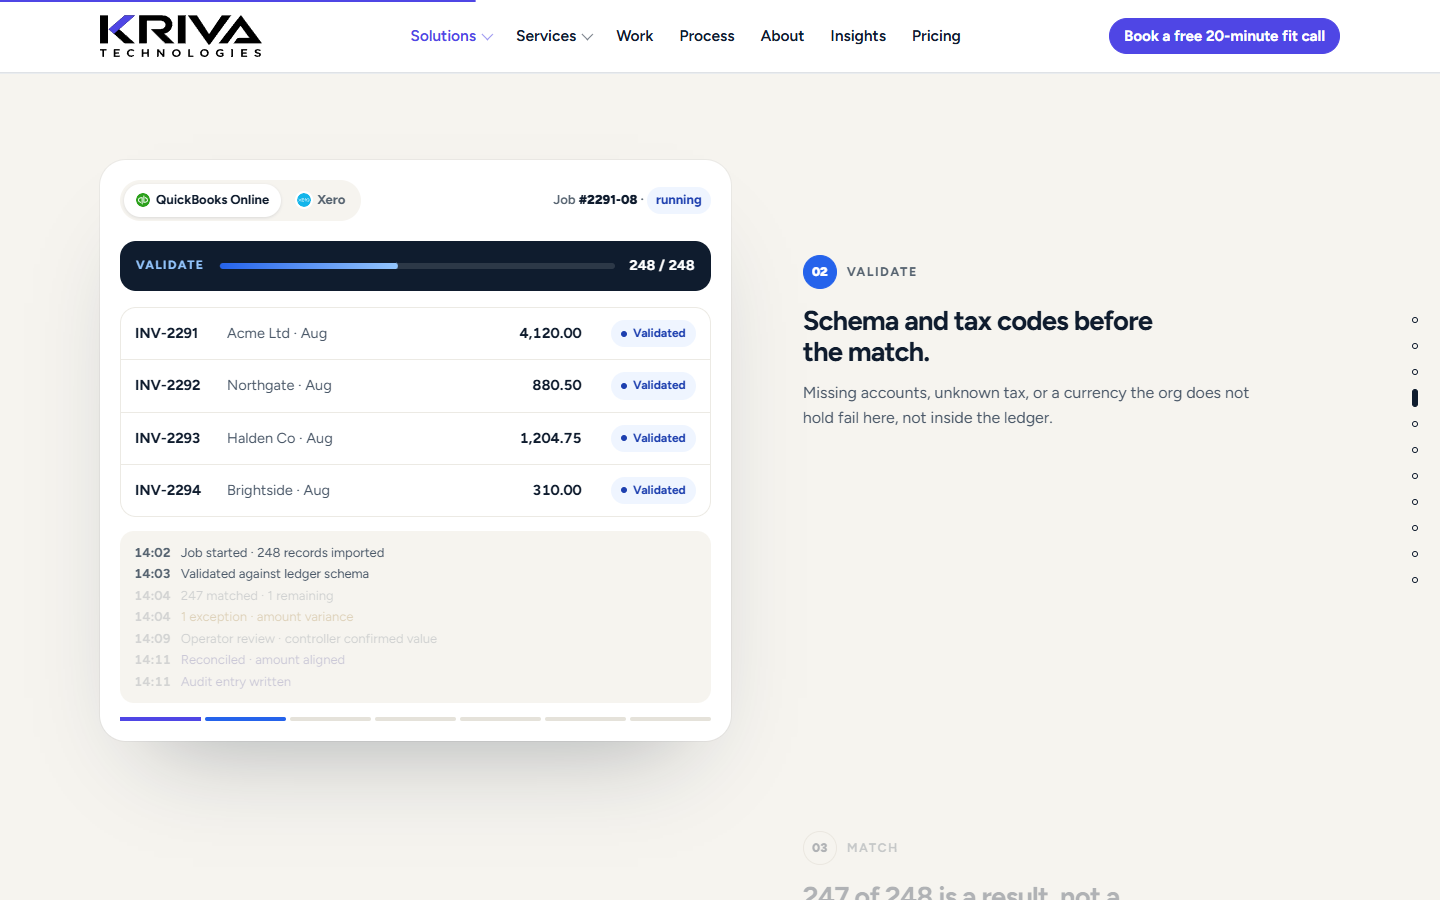 KRIVA
TECHNOLOGIES
Solutions
Services
Work
Process
About
Insights
Pricing
Book a free 20-minute fit call
QuickBooks Online
Xero
Job #2291-08 · running
VALIDATE
248 / 248
INV-2291 Acme Ltd · Aug 4,120.00 Validated
INV-2292 Northgate · Aug 880.50 Validated
INV-2293 Halden Co · Aug 1,204.75 Validated
INV-2294 Brightside · Aug 310.00 Validated
14:02 Job started · 248 records imported
14:03 Validated against ledger schema
14:04 247 matched · 1 remaining
14:04 1 exception · amount variance
14:09 Operator review · controller confirmed value
14:11 Reconciled · amount aligned
14:11 Audit entry written
02 VALIDATE
Schema and tax codes before
the match.
Missing accounts, unknown tax, or a currency the org does not
hold fail here, not inside the ledger.
03 MATCH
247 of 248 is a result, not a